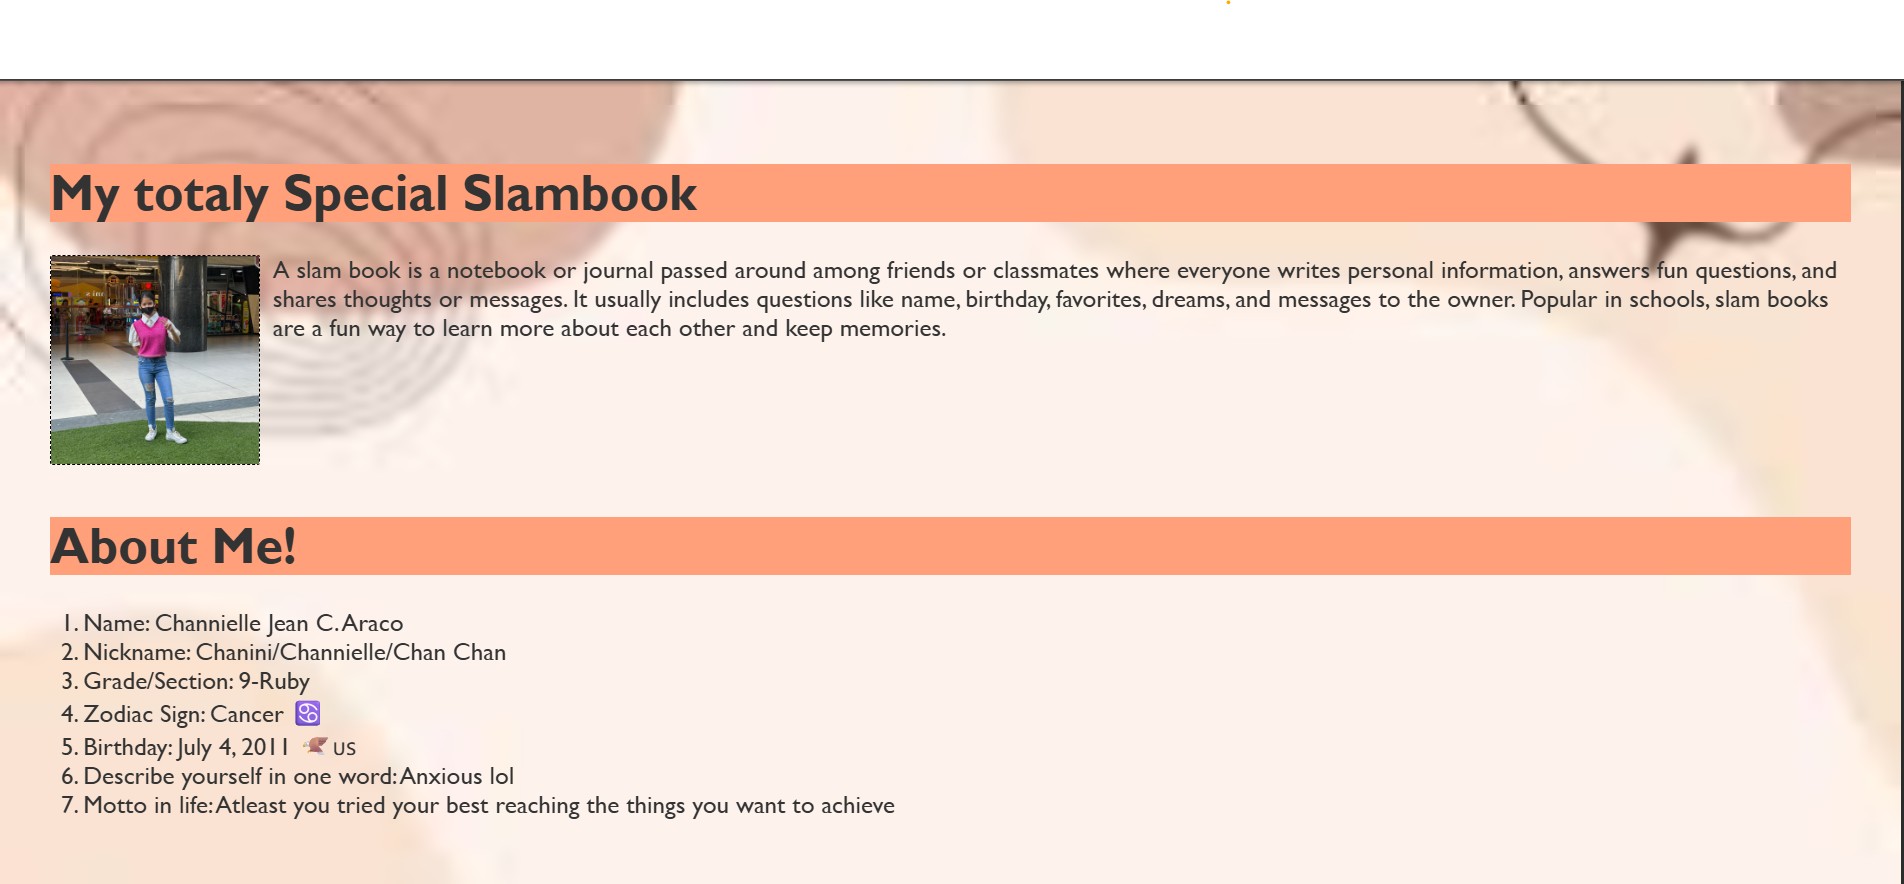 My totaly Special Slambook
A slam book is a notebook or journal passed around among friends or classmates where everyone writes personal information, answers fun questions, and
shares thoughts or messages. It usually includes questions like name, birthday, favorites, dreams, and messages to the owner. Popular in schools, slam books
are a fun way to learn more about each other and keep memories.
About Me!
1. Name: Channielle Jean C. Araco
2. Nickname: Chanini/Channielle/Chan Chan
3. Grade/Section: 9-Ruby
4. Zodiac Sign: Cancer ♋
5. Birthday: July 4, 2011 🦅 US
6. Describe yourself in one word: Anxious lol
7. Motto in life: Atleast you tried your best reaching the things you want to achieve